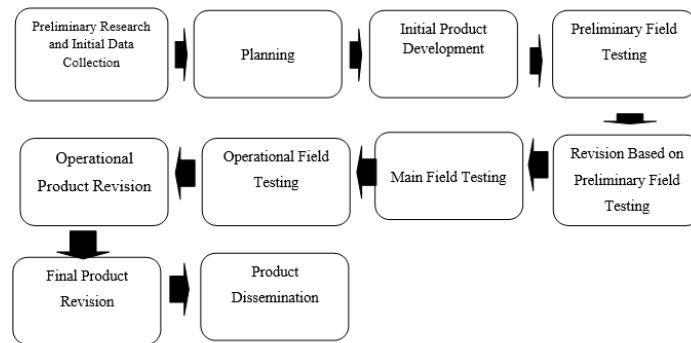 Preliminary Research
and Initial Data
Collection
Planning
Initial Product
Development
Preliminary Field
Testing
Revision Based on
Preliminary Field
Testing
Main Field Testing
Operational Field
Testing
Operational
Product Revision
Final Product
Revision
Product
Dissemination